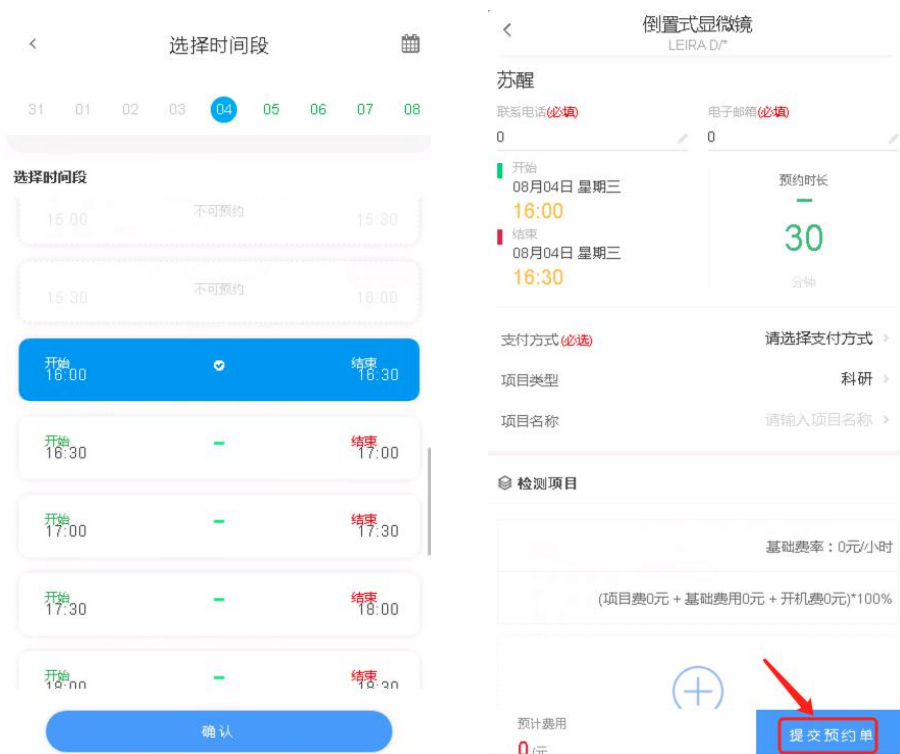 选择时间段
31 01 02 03 04 05 06 07 08
选择时间段
不可预约
15:00 15:30
不可预约
15:30 16:00
开始 结束
16:00 16:30
开始 结束
16:30 17:00
开始 结束
17:00 17:30
开始 结束
17:30 18:00
开始 结束
18:00 18:30
确认
倒置式显微镜
LEIRA D/*
苏醒
联系电话(必填) 电子邮箱(必填)
0 0
开始
08月04日 星期三
16:00
结束
08月04日 星期三
16:30
预约时长
30
分钟
支付方式(必选) 请选择支付方式
项目类型 科研
项目名称 请输入项目名称
检测项目
基础费率：0元/小时
(项目费0元 + 基础费用0元 + 开机费0元)*100%
预计费用
0/元
提交预约单